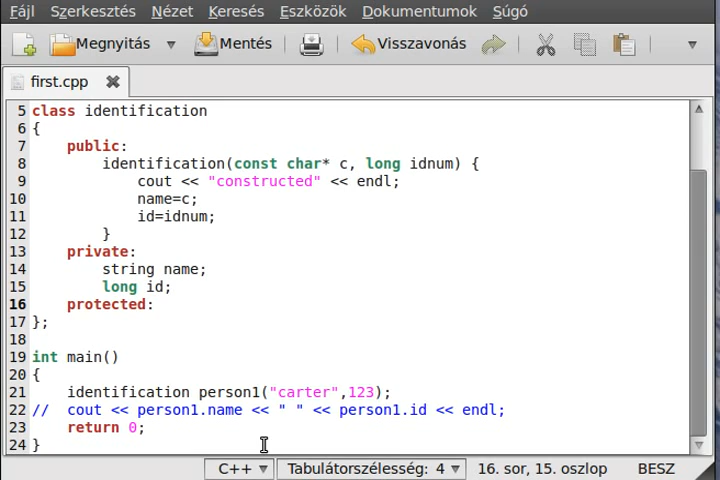 Fájl Szerkesztés Nézet Keresés Eszközök Dokumentumok Súgó
Megnyitás Mentés Visszavonás
first.cpp
5 class identification
6 {
7     public:
8         identification(const char* c, long idnum) {
9             cout << "constructed" << endl;
10             name=c;
11             id=idnum;
12         }
13     private:
14         string name;
15         long id;
16     protected:
17 };
18
19 int main()
20 {
21     identification person1("carter",123);
22 //  cout << person1.name << " " << person1.id << endl;
23     return 0;
24 }
C++ Tabulátorszélesség: 4 16. sor, 15. oszlop BESZ